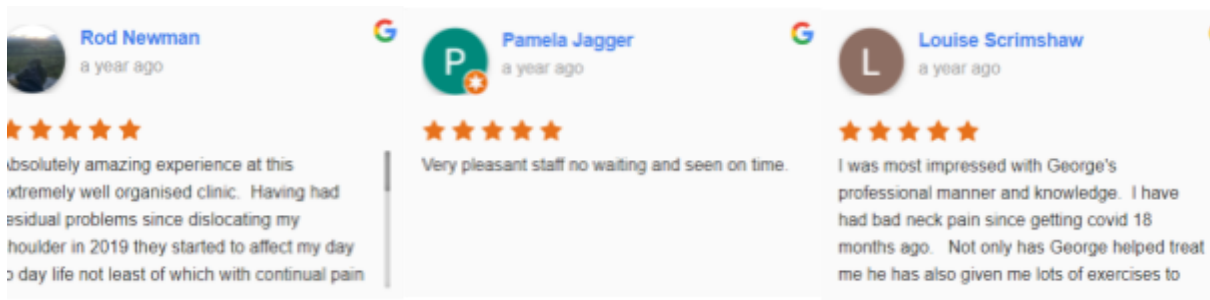 Rod Newman
a year ago
Absolutely amazing experience at this
extremely well organised clinic. Having had
residual problems since dislocating my
shoulder in 2019 they started to affect my day
to day life not least of which with continual pain
P
Pamela Jagger
a year ago
Very pleasant staff no waiting and seen on time.
L
Louise Scrimshaw
a year ago
I was most impressed with George's
professional manner and knowledge. I have
had bad neck pain since getting covid 18
months ago. Not only has George helped treat
me he has also given me lots of exercises to